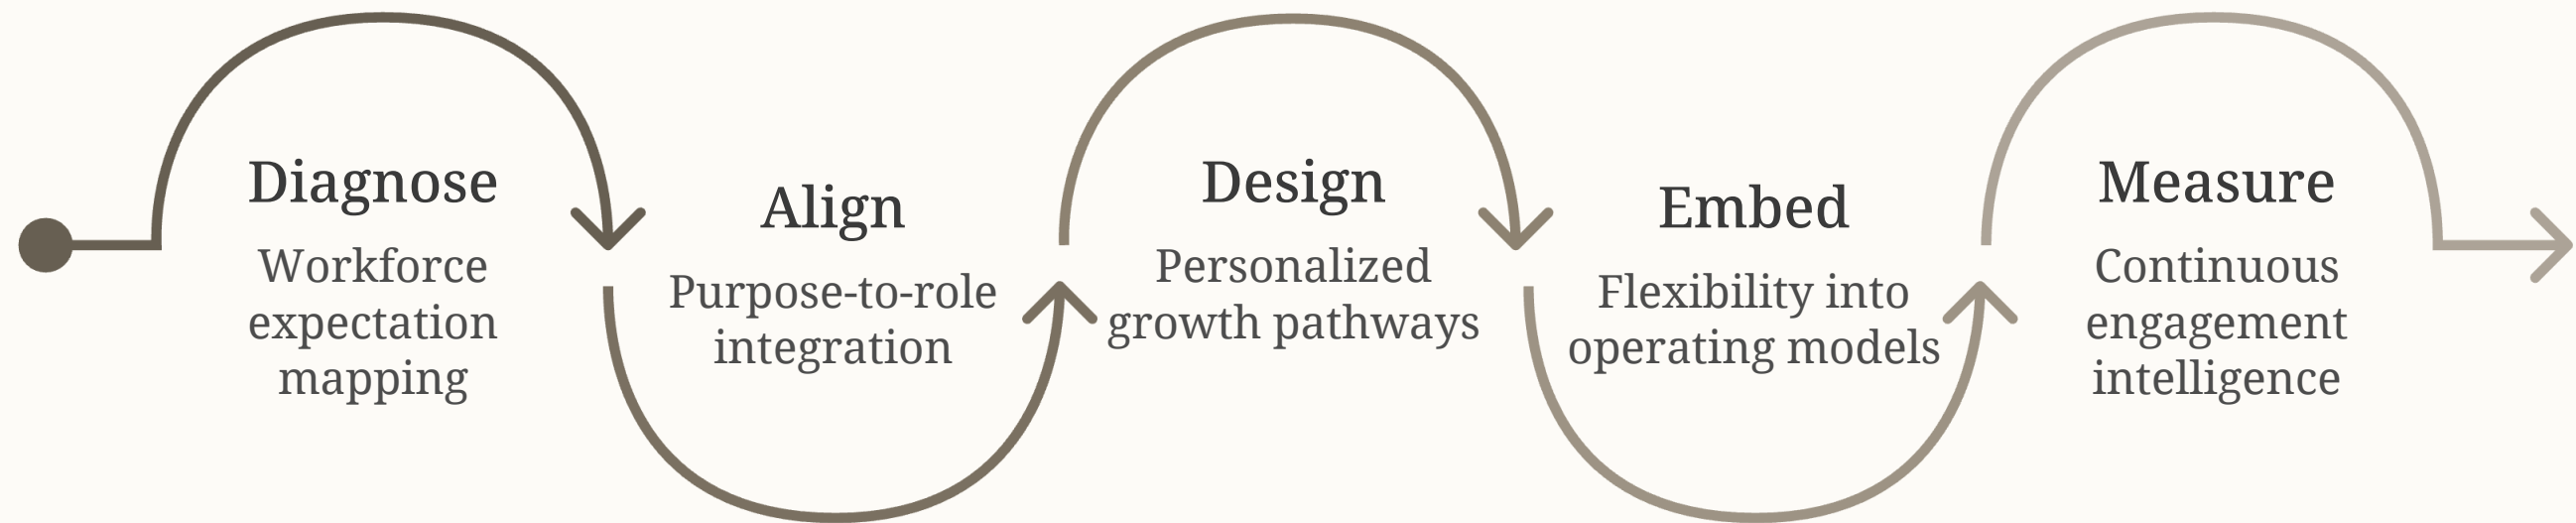 Diagnose
Workforce
expectation
mapping
Align
Purpose-to-role
integration
Design
Personalized
growth pathways
Embed
Flexibility into
operating models
Measure
Continuous
engagement
intelligence